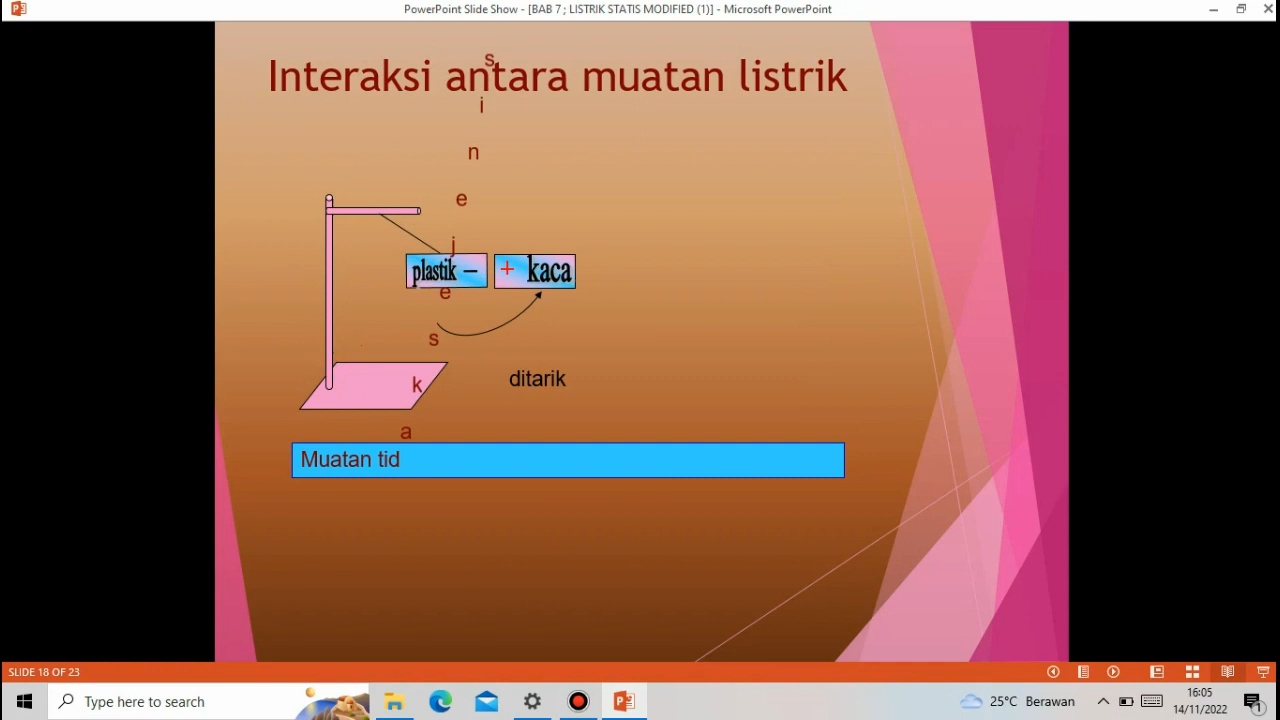 PowerPoint Slide Show - [BAB 7 ; LISTRIK STATIS MODIFIED (1)] - Microsoft PowerPoint
Interaksi antara muatan listrik
s
i
n
e
j
plastik – + kaca
e
s
k
ditarik
a
Muatan tid
SLIDE 18 OF 23
Type here to search
25°C Berawan
16:05
14/11/2022
1